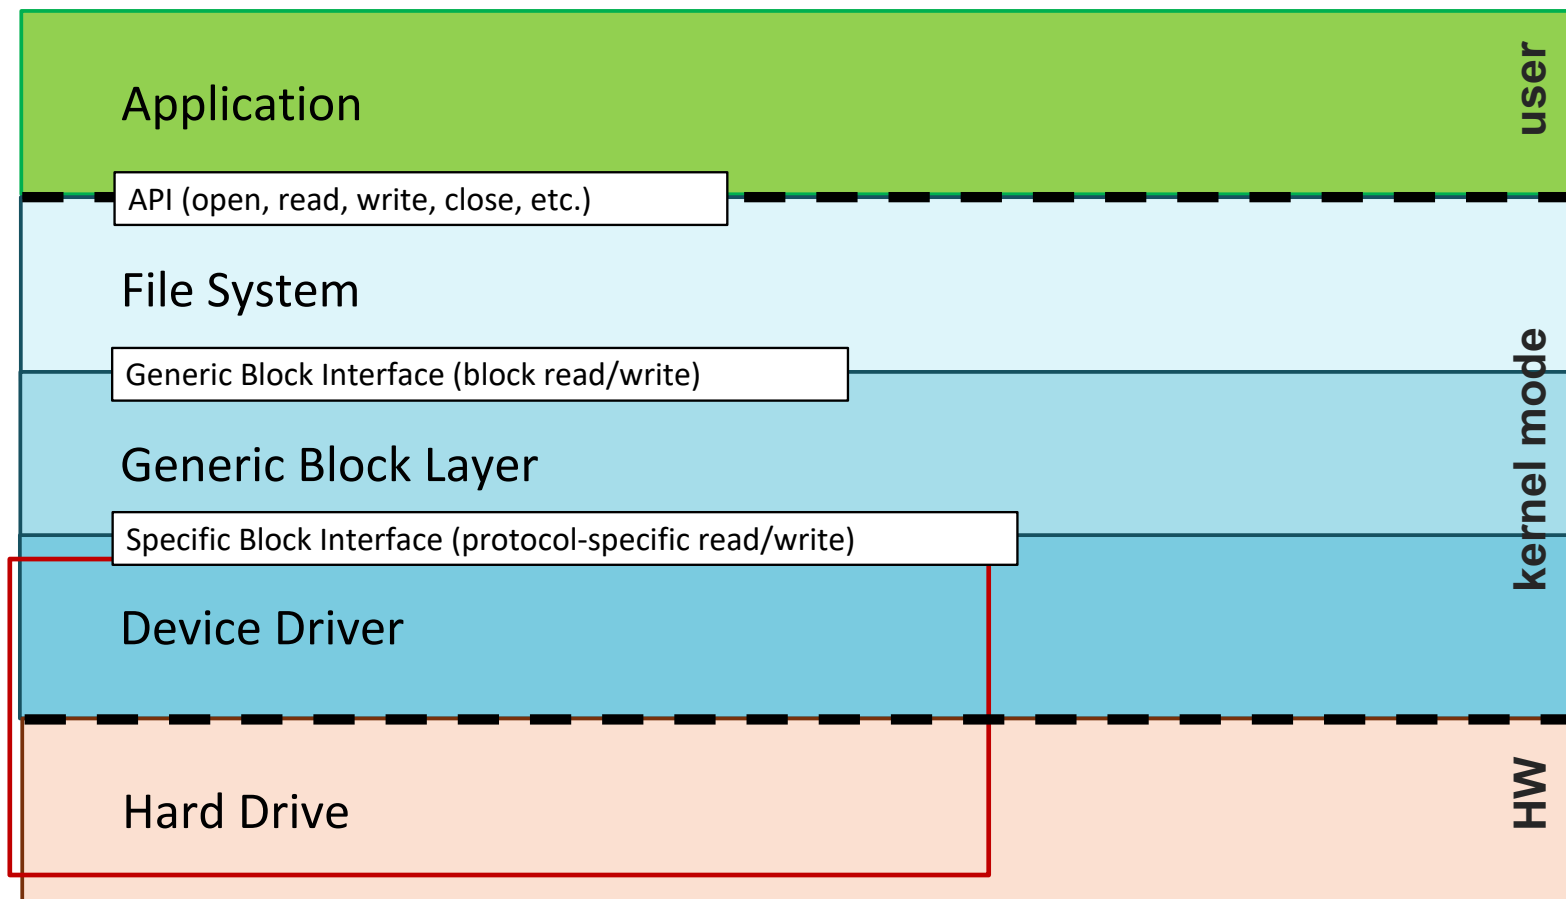 Application
user
API (open, read, write, close, etc.)
File System
Generic Block Interface (block read/write)
kernel mode
Generic Block Layer
Specific Block Interface (protocol-specific read/write)
Device Driver
Hard Drive
HW